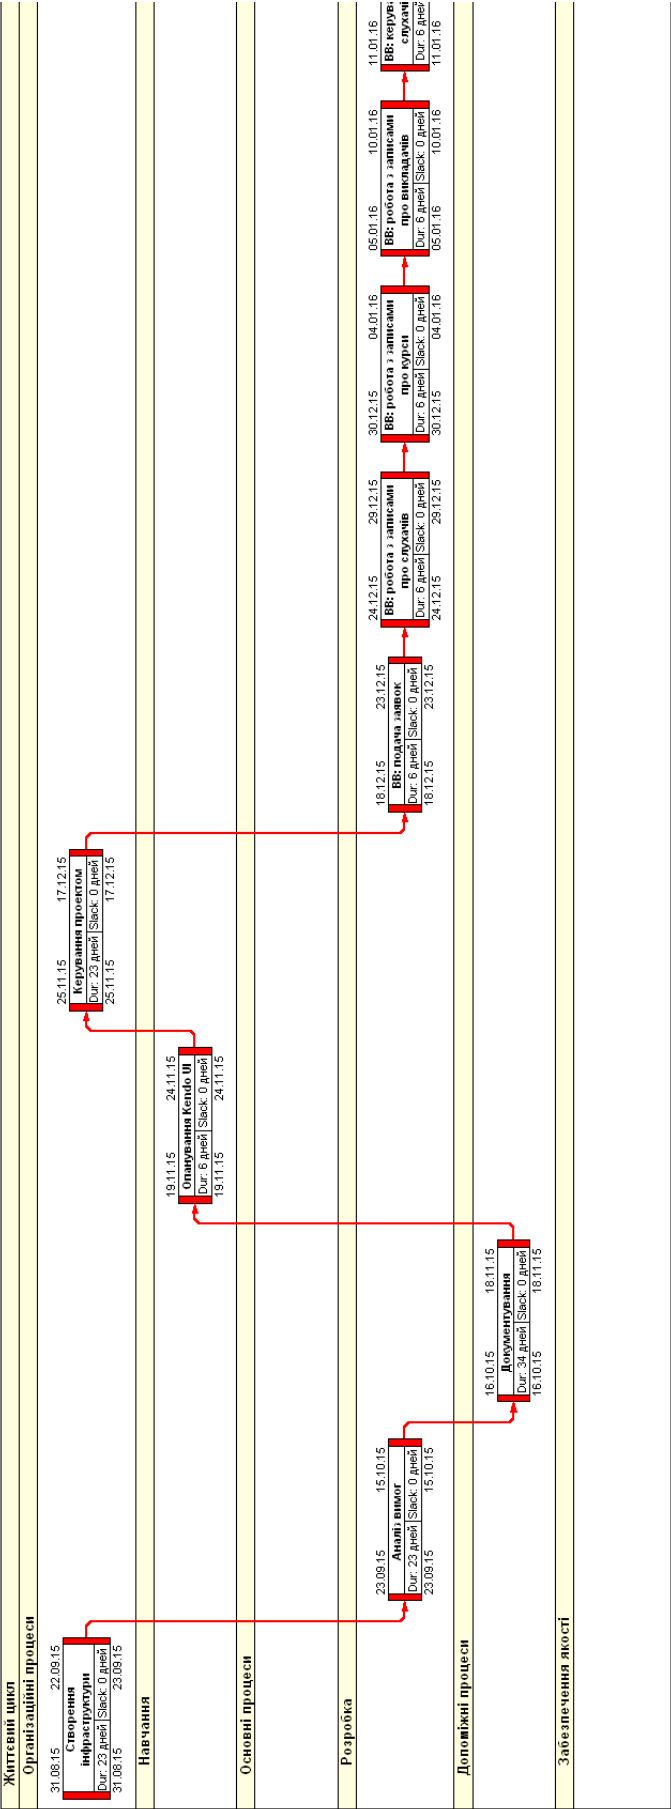 Життєвий цикл
Організаційні процеси
31.08.15 22.09.15
Створення
інфраструктури
Dur: 23 дней Slack: 0 дней
31.08.15 23.09.15
25.11.15 17.12.15
Керування проектом
Dur: 23 дней Slack: 0 дней
25.11.15 17.12.15
Навчання
19.11.15 24.11.15
Опанування Kendo UI
Dur: 6 дней Slack: 0 дней
19.11.15 24.11.15
Основні процеси
Розробка
23.09.15 15.10.15
Аналіз вимог
Dur: 23 дней Slack: 0 дней
23.09.15 15.10.15
18.12.15 23.12.15
ВВ: подача заявок
Dur: 6 дней Slack: 0 дней
18.12.15 23.12.15
24.12.15 29.12.15
ВВ: робота з записами
про слухачів
Dur: 6 дней Slack: 0 дней
24.12.15 29.12.15
30.12.15 04.01.16
ВВ: робота з записами
про курси
Dur: 6 дней Slack: 0 дней
30.12.15 04.01.16
05.01.16 10.01.16
ВВ: робота з записами
про викладачів
Dur: 6 дней Slack: 0 дней
05.01.16 10.01.16
11.01.16
ВВ: керува
слухачі
Dur: 6 дней
11.01.16
Допоміжні процеси
16.10.15 18.11.15
Документування
Dur: 34 дней Slack: 0 дней
16.10.15 18.11.15
Забезпечення якості